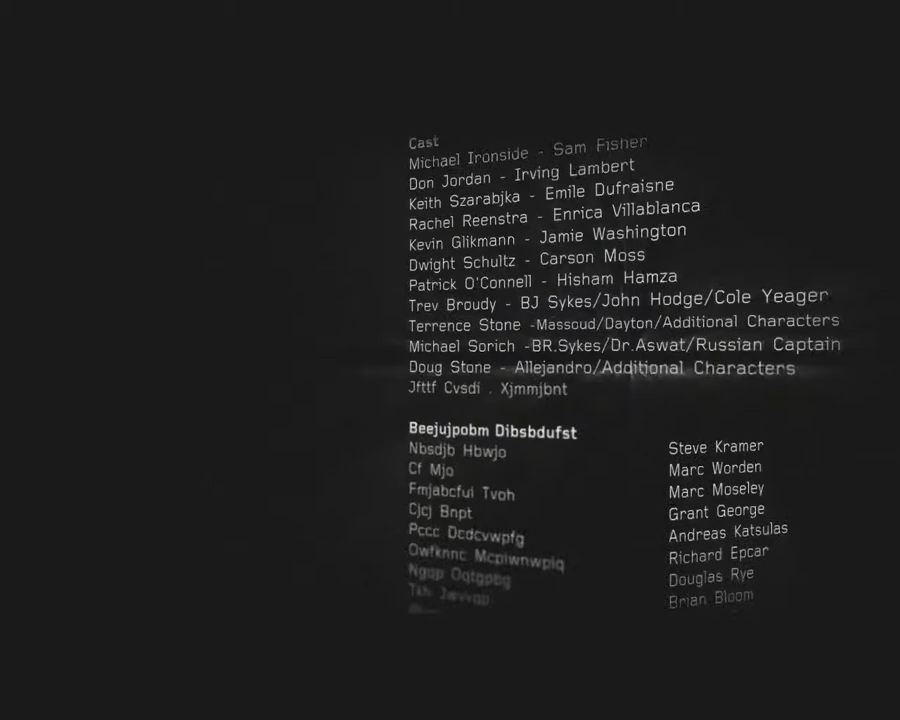 Cast
Michael Ironside - Sam Fisher
Don Jordan - Irving Lambert
Keith Szarabjka - Emile Dufraisne
Rachel Reenstra - Enrica Villablanca
Kevin Glikmann - Jamie Washington
Dwight Schultz - Carson Moss
Patrick O'Connell - Hisham Hamza
Trev Broudy - BJ Sykes/John Hodge/Cole Yeager
Terrence Stone -Massoud/Dayton/Additional Characters
Michael Sorich -BR.Sykes/Dr.Aswat/Russian Captain
Doug Stone - Allejandro/Additional Characters
Jfttf Cvsdi . Xjmmjbnt
Beejujpobm Dibsbdufst
Nbsdjb Hbwjo
Steve Kramer
Cf Mjo
Marc Worden
Fmjabcfui Tvoh
Marc Moseley
Cjcj Bnpt
Grant George
Pccc Dcdcvwpfg
Andreas Katsulas
Owfknnc Mcpiwnwplq
Richard Epcar
Ngqp Oqtgpbg
Douglas Rye
Brian Bloom